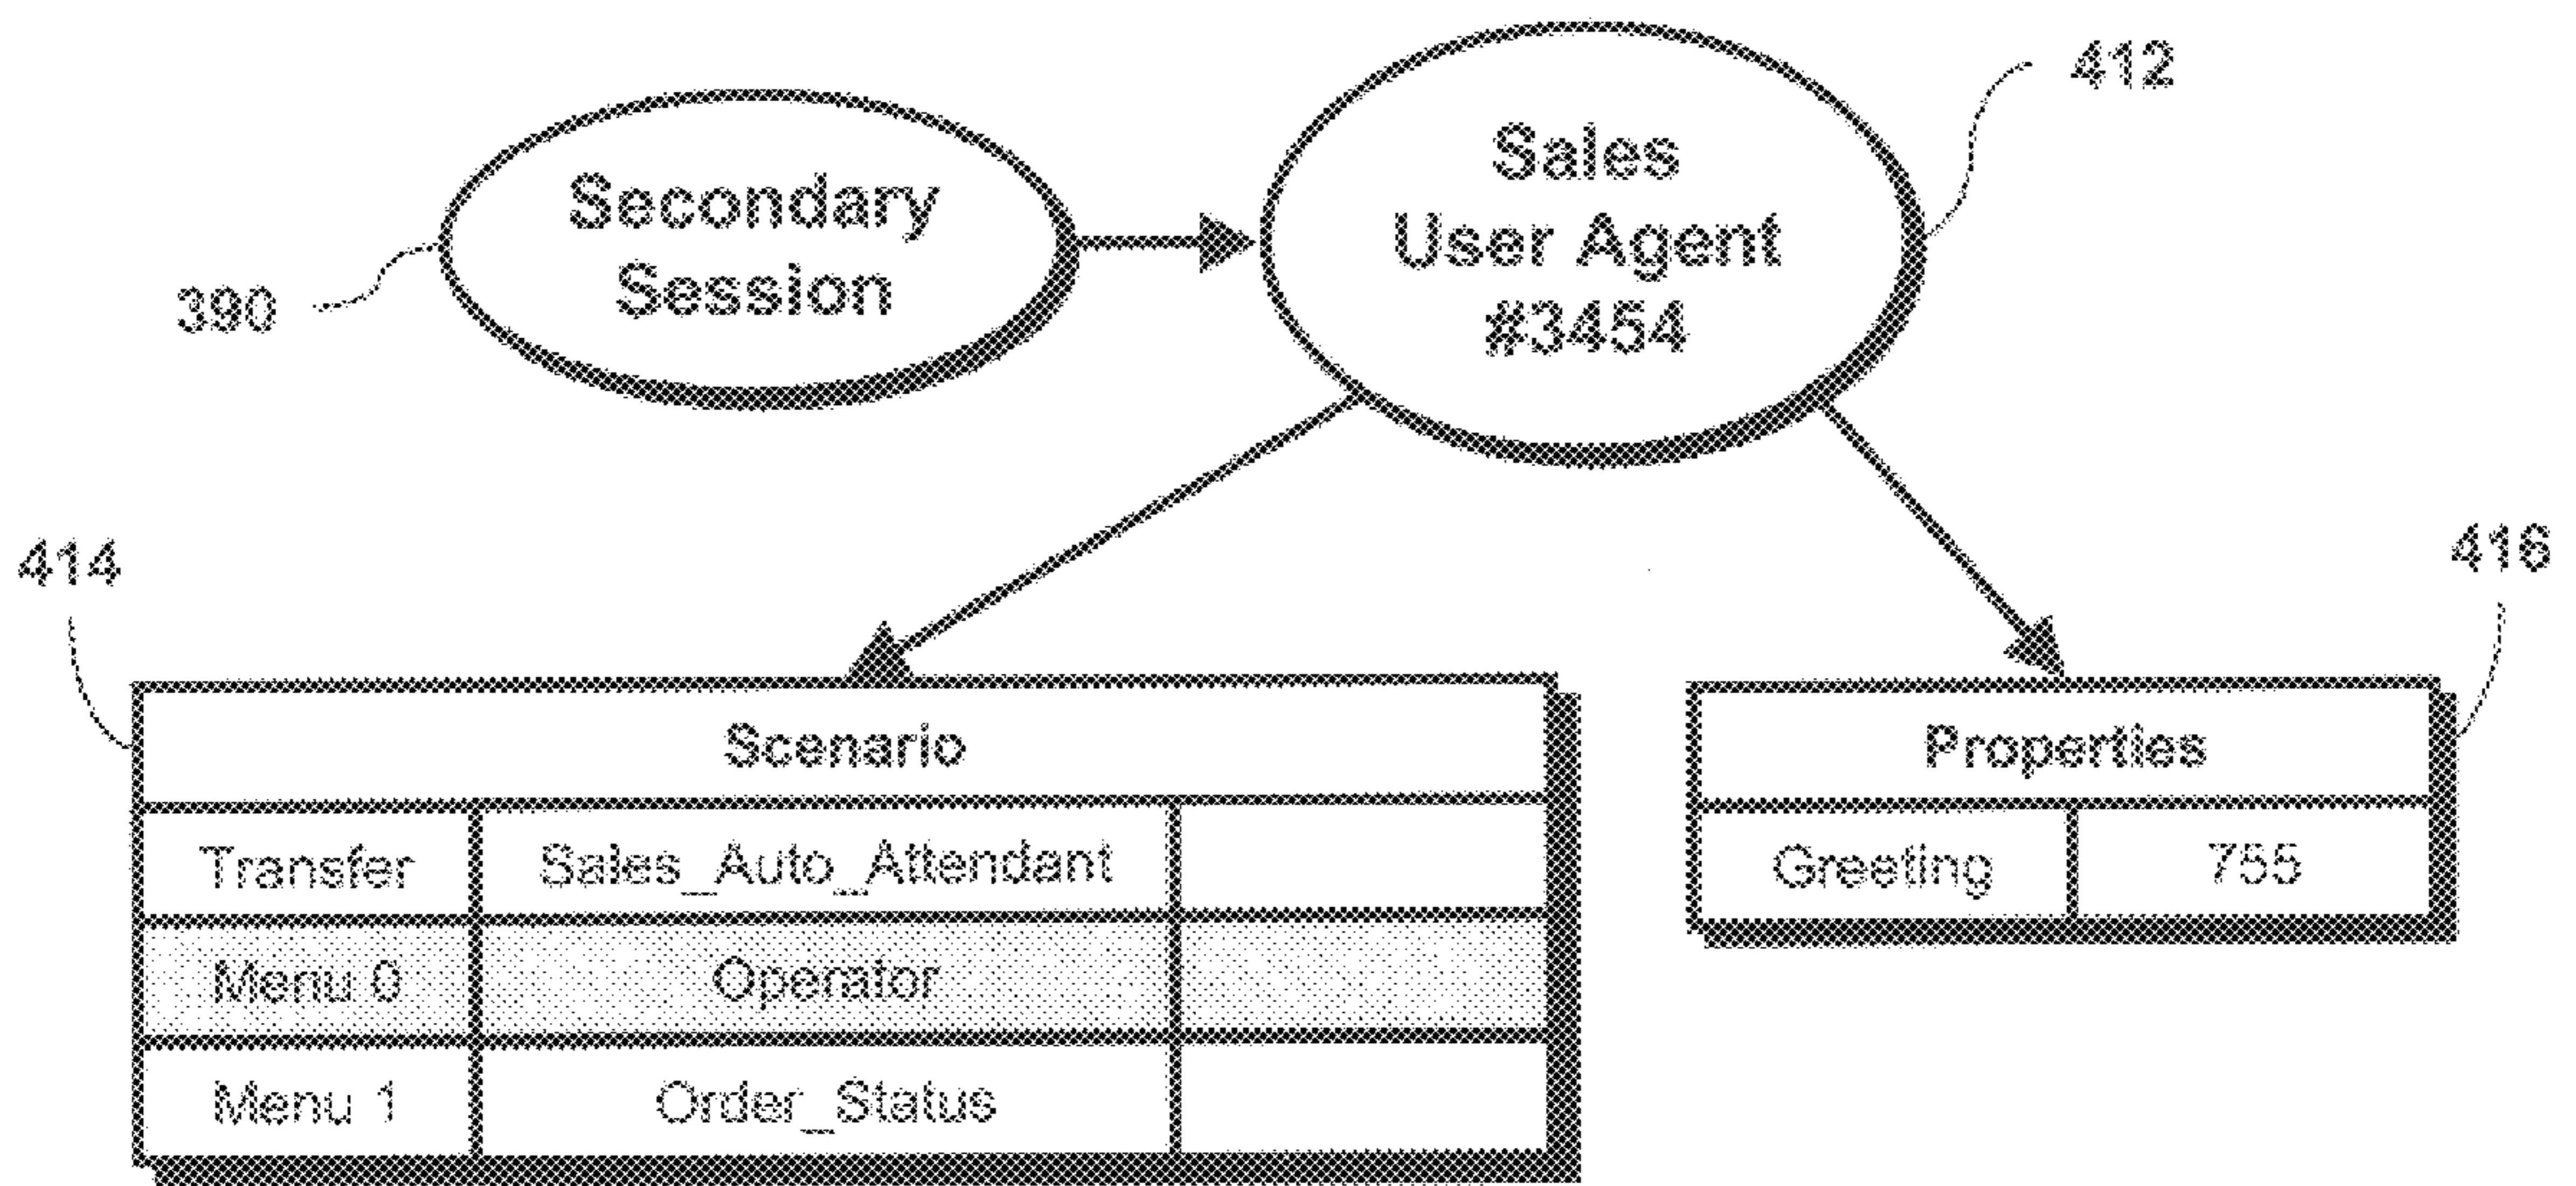 412
Sales
User Agent
#3454
Secondary
Session
390
414
416
Scenario
Transfer Sales_Auto_Attendant
Menu 0 Operator
Menu 1 Order_Status
Properties
Greeting 755